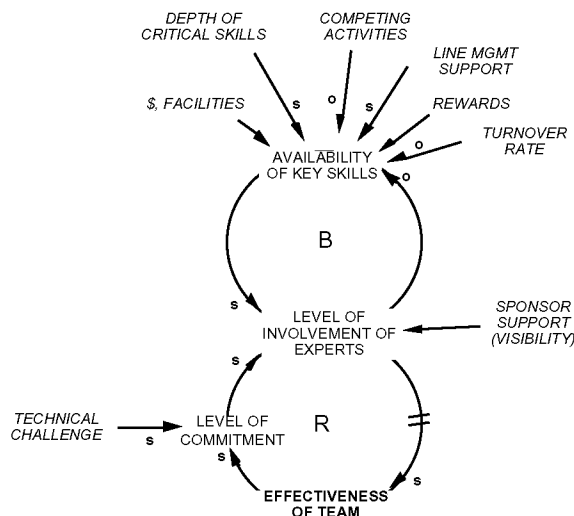 DEPTH OF
CRITICAL SKILLS
COMPETING
ACTIVITIES
LINE MGMT
SUPPORT
$, FACILITIES
s
o
s
REWARDS
TURNOVER
RATE
o
AVAILABILITY
OF KEY SKILLS
o
B
s
LEVEL OF
INVOLVEMENT OF
EXPERTS
SPONSOR
SUPPORT
(VISIBILITY)
s
TECHNICAL
CHALLENGE
s
LEVEL OF
COMMITMENT
R
s
s
EFFECTIVENESS
OF TEAM